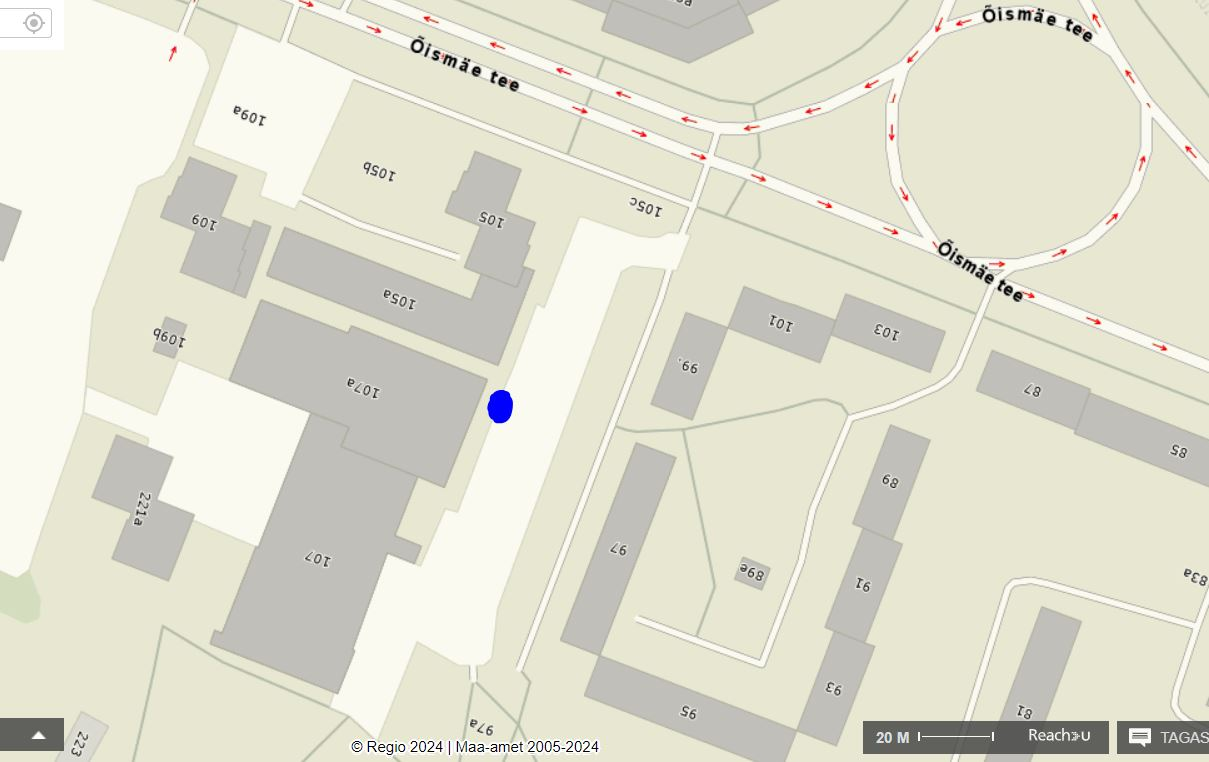 8a
Õismäe tee
Õismäe tee
109a
105b
105c
105
109
105a
Õismäe tee
109b
101
103
107a
99.
87
85
89
221a
97
107
89e
91
83a
93
95
81
97a
223
© Regio 2024 | Maa-amet 2005-2024
20 M
Reach-U
TAGAS